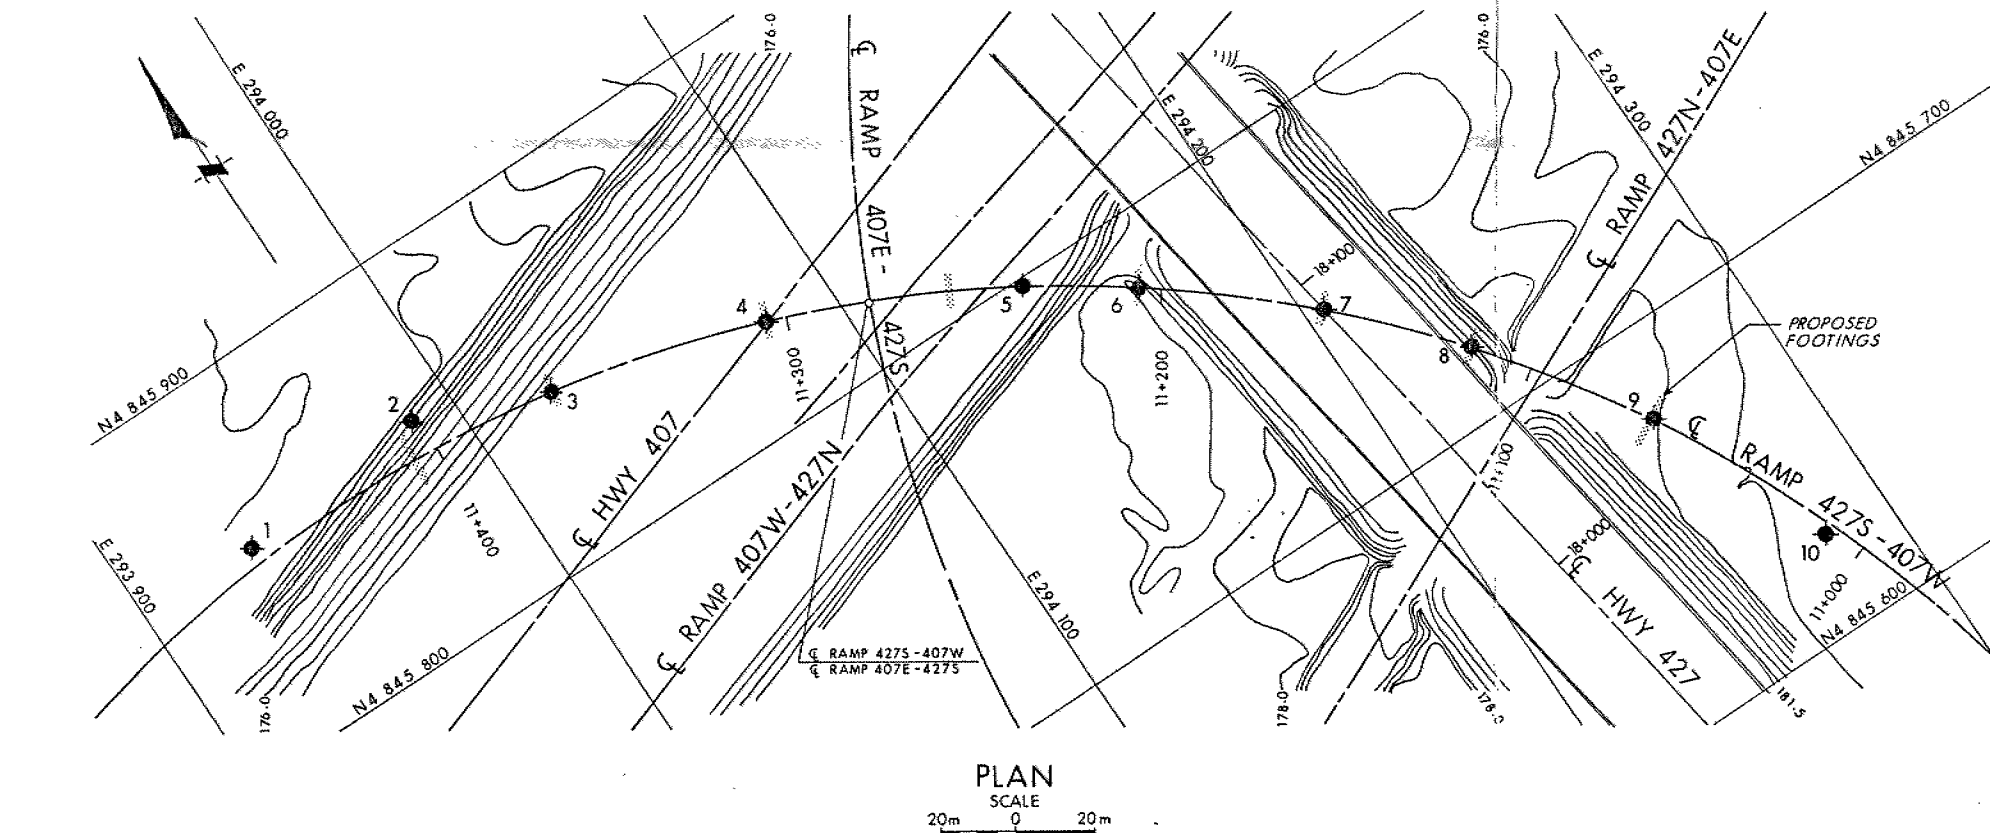 176.0
176.0
E 294 000
℄ RAMP 407E - 427S
E 294 200
E 294 300
℄ RAMP 427N-407E
N4 845 700
18+100
4
5
6
7
PROPOSED
FOOTINGS
8
N4 845 900
2
3
11+300
11+200
9
℄ RAMP 427S-407W
℄ HWY 407
℄ RAMP 407W-427N
11+100
1
11+400
10
18+000
E 293 900
E 294 100
11+000
N4 845 600
℄ HWY 427
N4 845 800
℄ RAMP 427S-407W
℄ RAMP 407E-427S
176.0
178.0
178.0
181.5
PLAN
SCALE
20m 0 20m